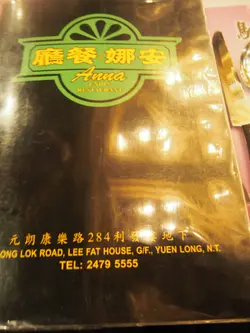 廳餐娜安
Anna
RESTAURANT
元朗康樂路284利發樓地下
ONG LOK ROAD, LEE FAT HOUSE, G/F., YUEN LONG, N.T.
TEL: 2479 5555